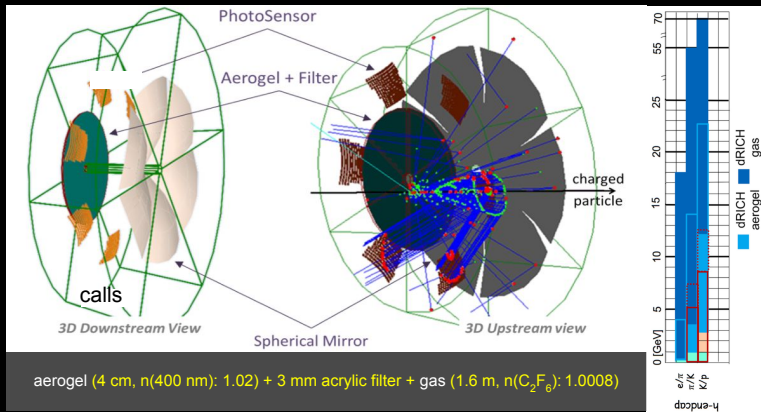 PhotoSensor
Aerogel + Filter
charged
particle
calls
3D Downstream View
Spherical Mirror
3D Upstream view
aerogel (4 cm, n(400 nm): 1.02) + 3 mm acrylic filter + gas (1.6 m, n(C₂F₆): 1.0008)
70
55
25
20
15
10
5
0 [GeV]
e/π
π/K
K/p
h-endcap
dRICH aerogel
dRICH gas